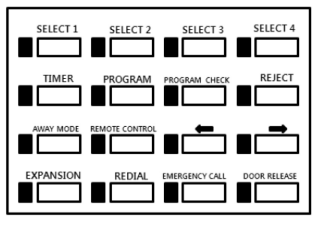 SELECT 1 SELECT 2 SELECT 3 SELECT 4
TIMER PROGRAM PROGRAM CHECK REJECT
AWAY MODE REMOTE CONTROL
EXPANSION REDIAL EMERGENCY CALL DOOR RELEASE